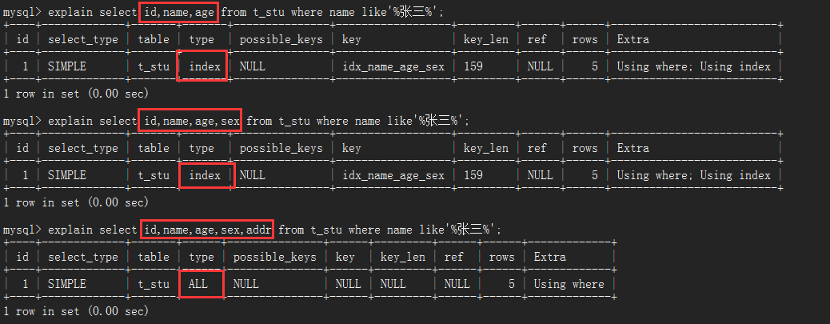 mysql> explain select id,name,age from t_stu where name like'%张三%';
+----+-------------+-------+-------+---------------+------------------+---------+------+------+--------------------------+
| id | select_type | table | type | possible_keys | key | key_len | ref | rows | Extra |
| 1 | SIMPLE | t_stu | index | NULL | idx_name_age_sex | 159 | NULL | 5 | Using where; Using index |
1 row in set (0.00 sec)
mysql> explain select id,name,age,sex from t_stu where name like'%张三%';
| id | select_type | table | type | possible_keys | key | key_len | ref | rows | Extra |
| 1 | SIMPLE | t_stu | index | NULL | idx_name_age_sex | 159 | NULL | 5 | Using where; Using index |
1 row in set (0.00 sec)
mysql> explain select id,name,age,sex,addr from t_stu where name like'%张三%';
| id | select_type | table | type | possible_keys | key | key_len | ref | rows | Extra |
| 1 | SIMPLE | t_stu | ALL | NULL | NULL | NULL | NULL | 5 | Using where |
1 row in set (0.00 sec)